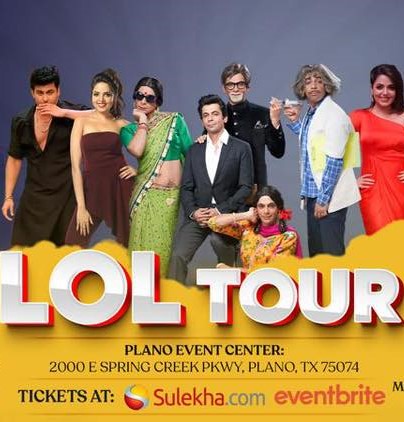 LOL TOUR
PLANO EVENT CENTER:
2000 E SPRING CREEK PKWY, PLANO, TX 75074
TICKETS AT: Sulekha.com eventbrite
M